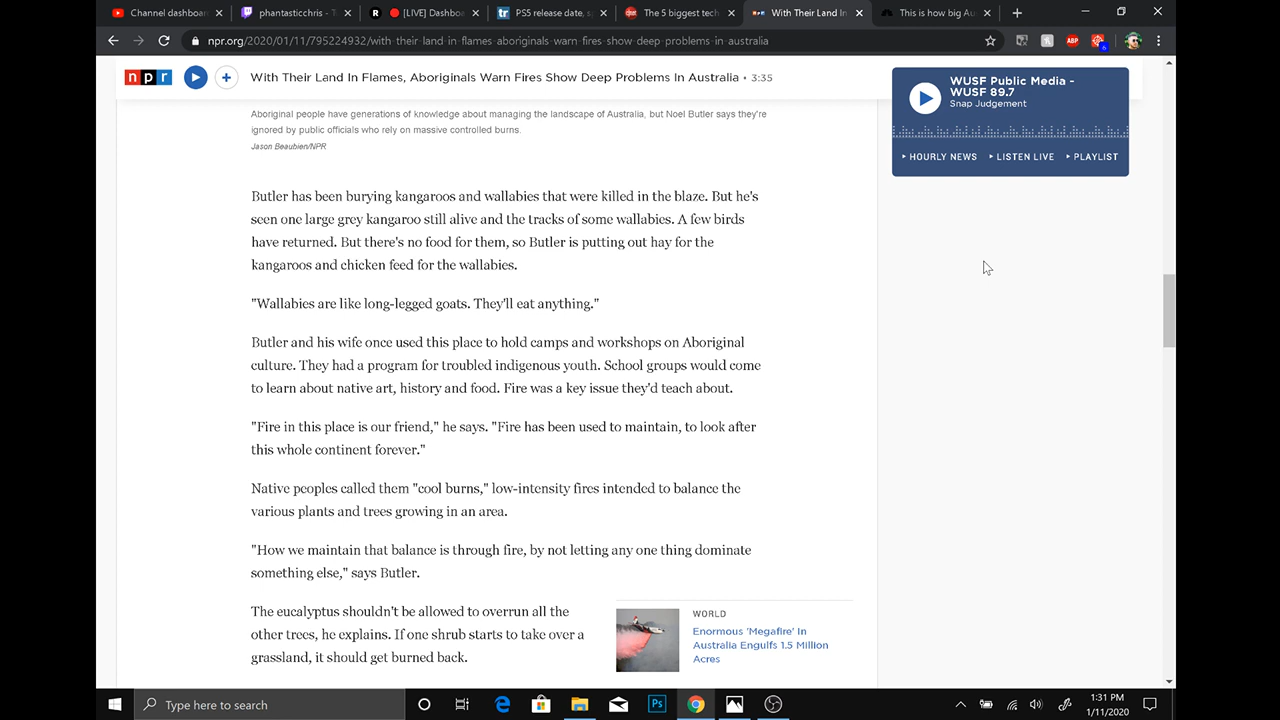 Channel dashboard
phantasticchris - T
[LIVE] Dashboa
PS5 release date, s
The 5 biggest tech
With Their Land In
This is how big Au
npr.org/2020/01/11/795224932/with-their-land-in-flames-aboriginals-warn-fires-show-deep-problems-in-australia
ABP
npr
With Their Land In Flames, Aboriginals Warn Fires Show Deep Problems In Australia • 3:35
WUSF Public Media -
WUSF 89.7
Snap Judgement
HOURLY NEWS
LISTEN LIVE
PLAYLIST
Aboriginal people have generations of knowledge about managing the landscape of Australia, but Noel Butler says they're
ignored by public officials who rely on massive controlled burns.
Jason Beaubien/NPR
Butler has been burying kangaroos and wallabies that were killed in the blaze. But he's
seen one large grey kangaroo still alive and the tracks of some wallabies. A few birds
have returned. But there's no food for them, so Butler is putting out hay for the
kangaroos and chicken feed for the wallabies.
"Wallabies are like long-legged goats. They'll eat anything."
Butler and his wife once used this place to hold camps and workshops on Aboriginal
culture. They had a program for troubled indigenous youth. School groups would come
to learn about native art, history and food. Fire was a key issue they'd teach about.
"Fire in this place is our friend," he says. "Fire has been used to maintain, to look after
this whole continent forever."
Native peoples called them "cool burns," low-intensity fires intended to balance the
various plants and trees growing in an area.
"How we maintain that balance is through fire, by not letting any one thing dominate
something else," says Butler.
The eucalyptus shouldn't be allowed to overrun all the
other trees, he explains. If one shrub starts to take over a
grassland, it should get burned back.
WORLD
Enormous 'Megafire' In
Australia Engulfs 1.5 Million
Acres
Type here to search
Ps
1:31 PM
1/11/2020